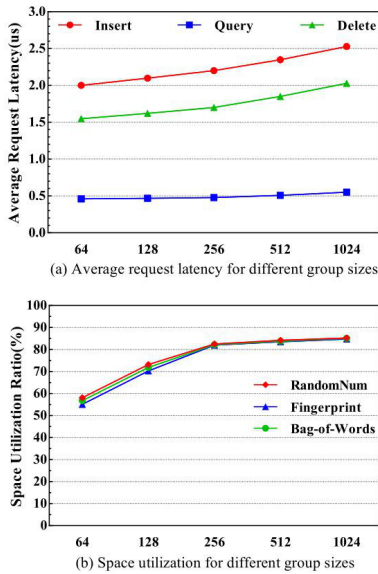 3.0
Insert Query Delete
2.5
2.0
1.5
1.0
0.5
0.0
Average Request Latency(us)
64 128 256 512 1024
(a) Average request latency for different group sizes
100
90
80
70
60
50
40
30
20
10
0
Space Utilization Ratio(%)
RandomNum
Fingerprint
Bag-of-Words
64 128 256 512 1024
(b) Space utilization for different group sizes